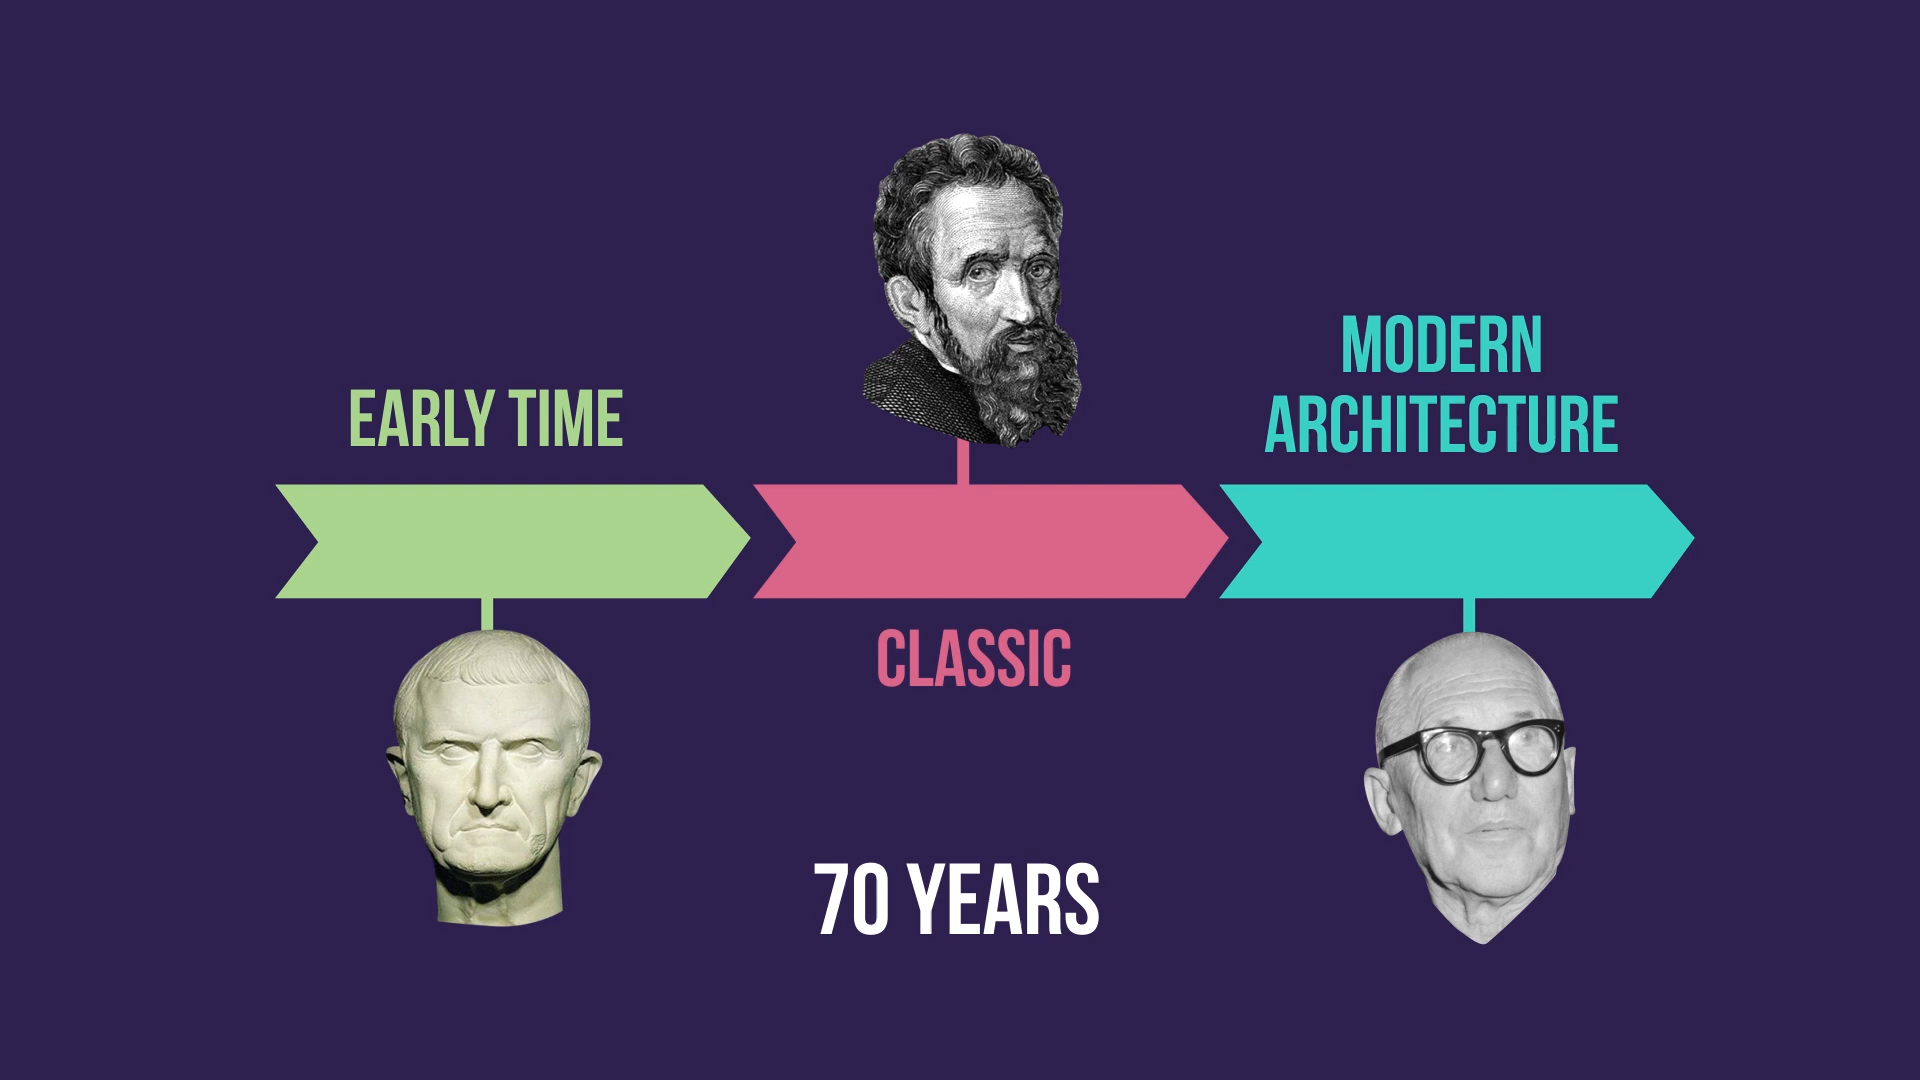 EARLY TIME
CLASSIC
MODERN
ARCHITECTURE
70 YEARS